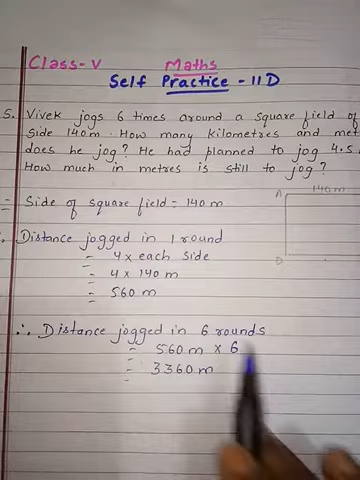 Class-V Maths
Self Practice - 11D
5. Vivek jogs 6 times around a square field of
side 140m. How many kilometres and met
does he jog? He had planned to jog 4.5
How much in metres is still to jog?
= Side of square field = 140 m
140 m
A
Distance jogged in 1 round
= 4 × each side
D
= 4 × 140 m
= 560 m
∴ Distance jogged in 6 rounds
= 560 m × 6
= 3360 m
=